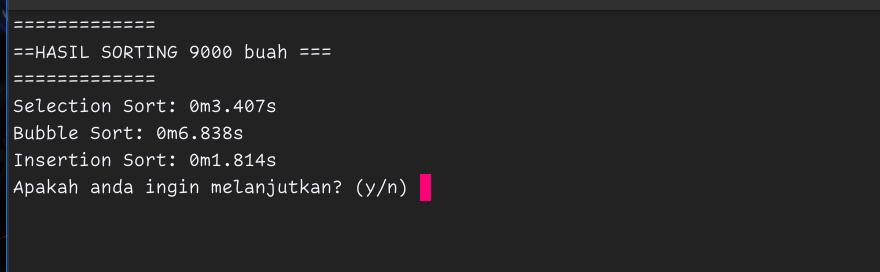 =============
==HASIL SORTING 9000 buah ===
=============
Selection Sort: 0m3.407s
Bubble Sort: 0m6.838s
Insertion Sort: 0m1.814s
Apakah anda ingin melanjutkan? (y/n)